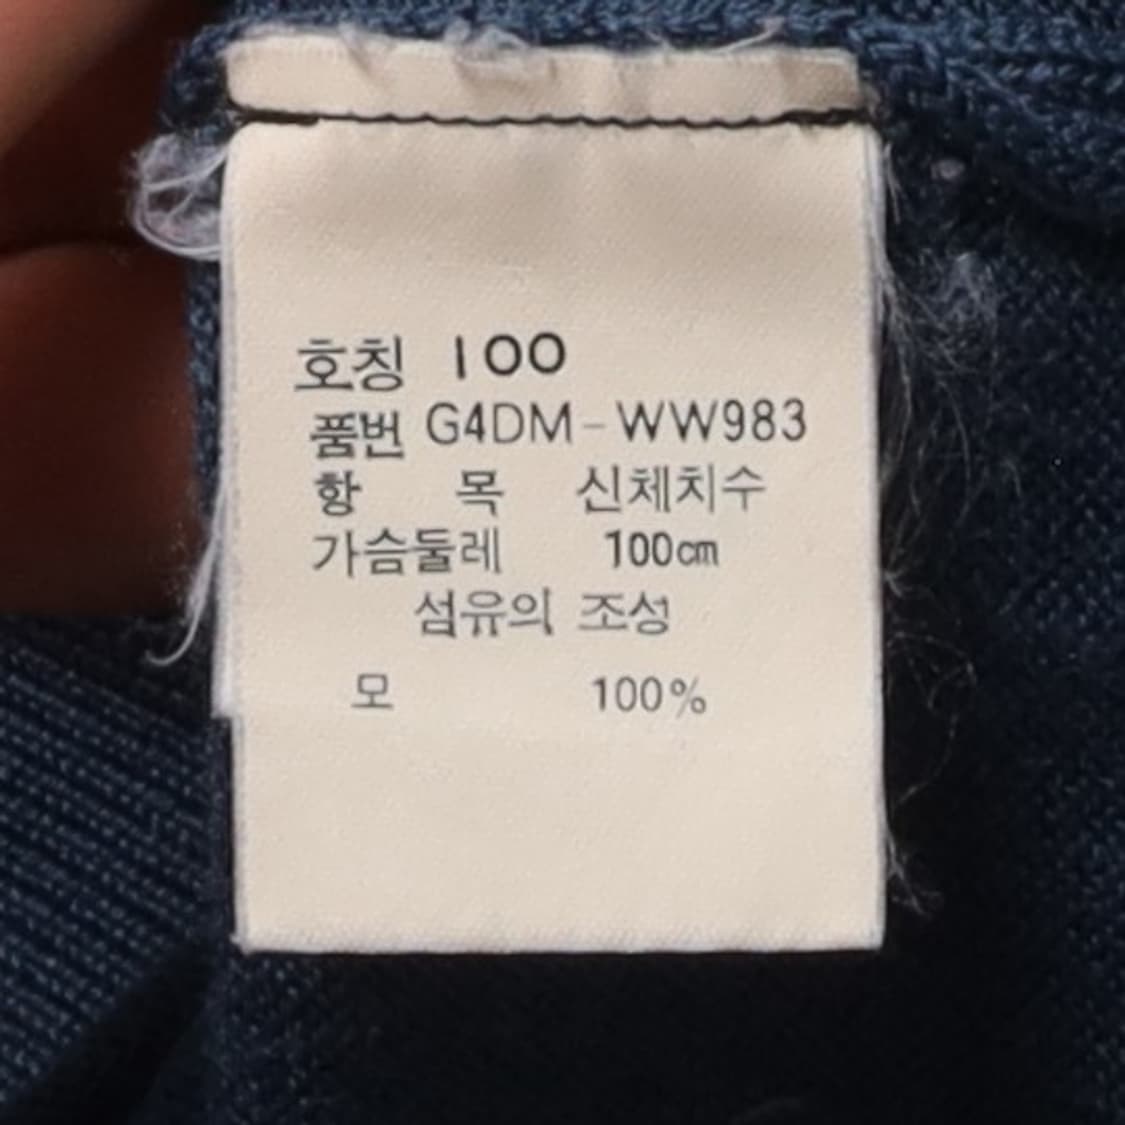 호칭 100
품번 G4DM-WW983
항 목 신체치수
가슴둘레 100cm
섬유의 조성
모 100%